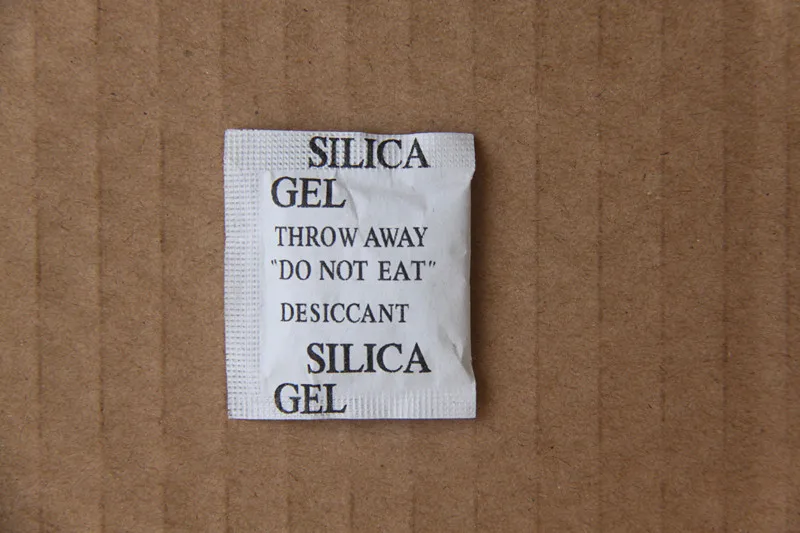 SILICA
GEL
THROW AWAY
"DO NOT EAT"
DESICCANT
SILICA
GEL